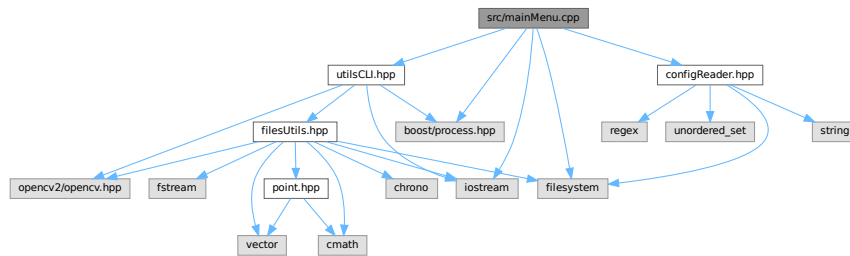 src/mainMenu.cpp
utilsCLI.hpp
configReader.hpp
filesUtils.hpp
boost/process.hpp
regex
unordered_set
string
opencv2/opencv.hpp
fstream
point.hpp
chrono
iostream
filesystem
vector
cmath